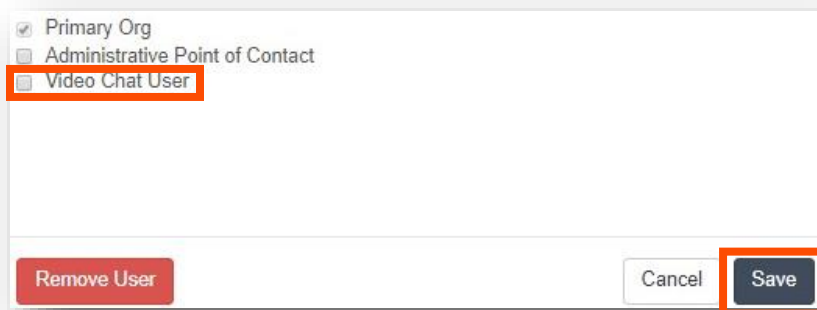 Primary Org
Administrative Point of Contact
Video Chat User
Remove User
Cancel
Save